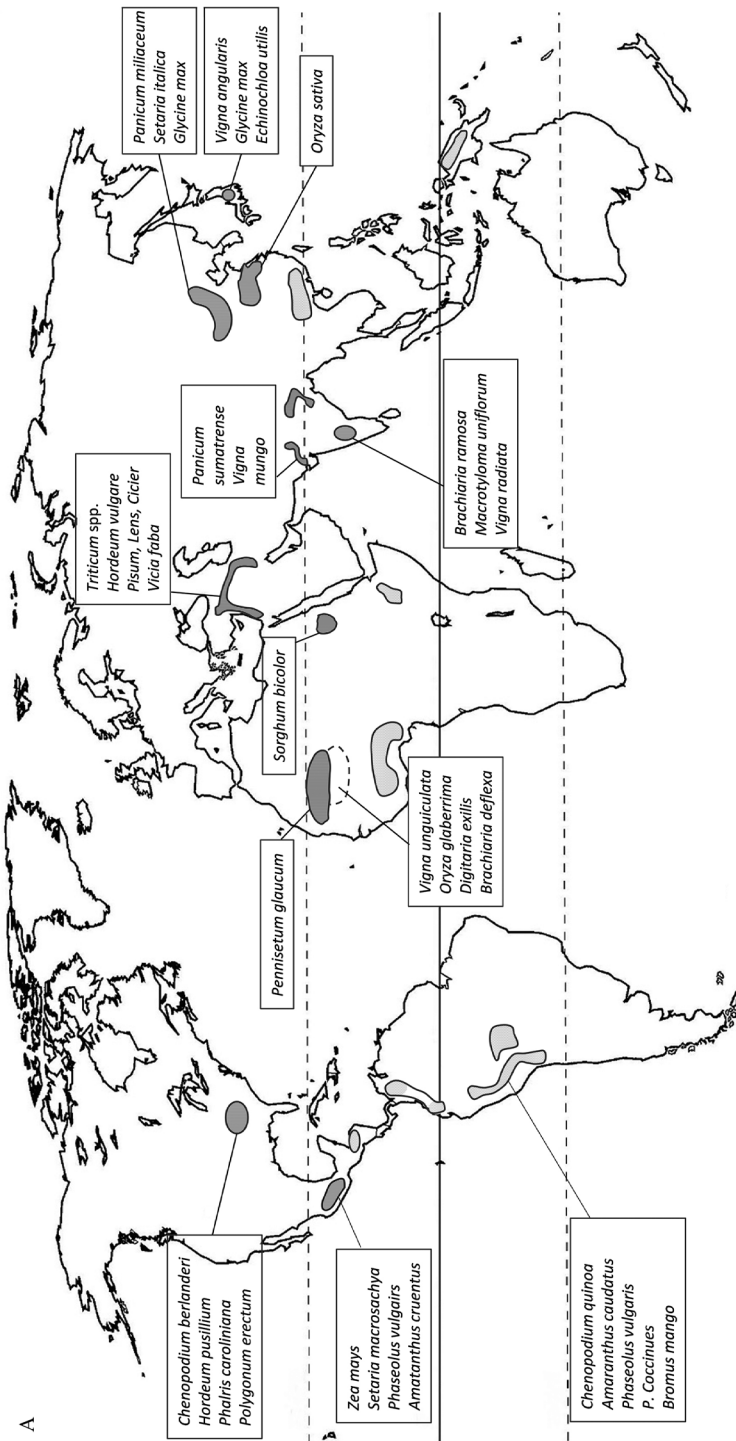 A
Chenopodium berlanderi
Hordeum pusillium
Phalris caroliniana
Polygonum erectum
Zea mays
Setaria macrosachya
Phaseolus vulgairs
Amatanthus cruentus
Chenopodium quinoa
Amaranthus caudatus
Phaseolus vulgaris
P. Coccinues
Bromus mango
Pennisetum glaucum
Vigna unguiculata
Oryza glaberrima
Digitaria exilis
Brachiaria deflexa
Sorghum bicolor
Triticum spp.
Hordeum vulgare
Pisum, Lens, Cicier
Vicia faba
Panicum
sumatrense
Vigna
mungo
Brachiaria ramosa
Macrotyloma uniflorum
Vigna radiata
Panicum miliaceum
Setaria italica
Glycine max
Vigna angularis
Glycine max
Echinochloa utilis
Oryza sativa